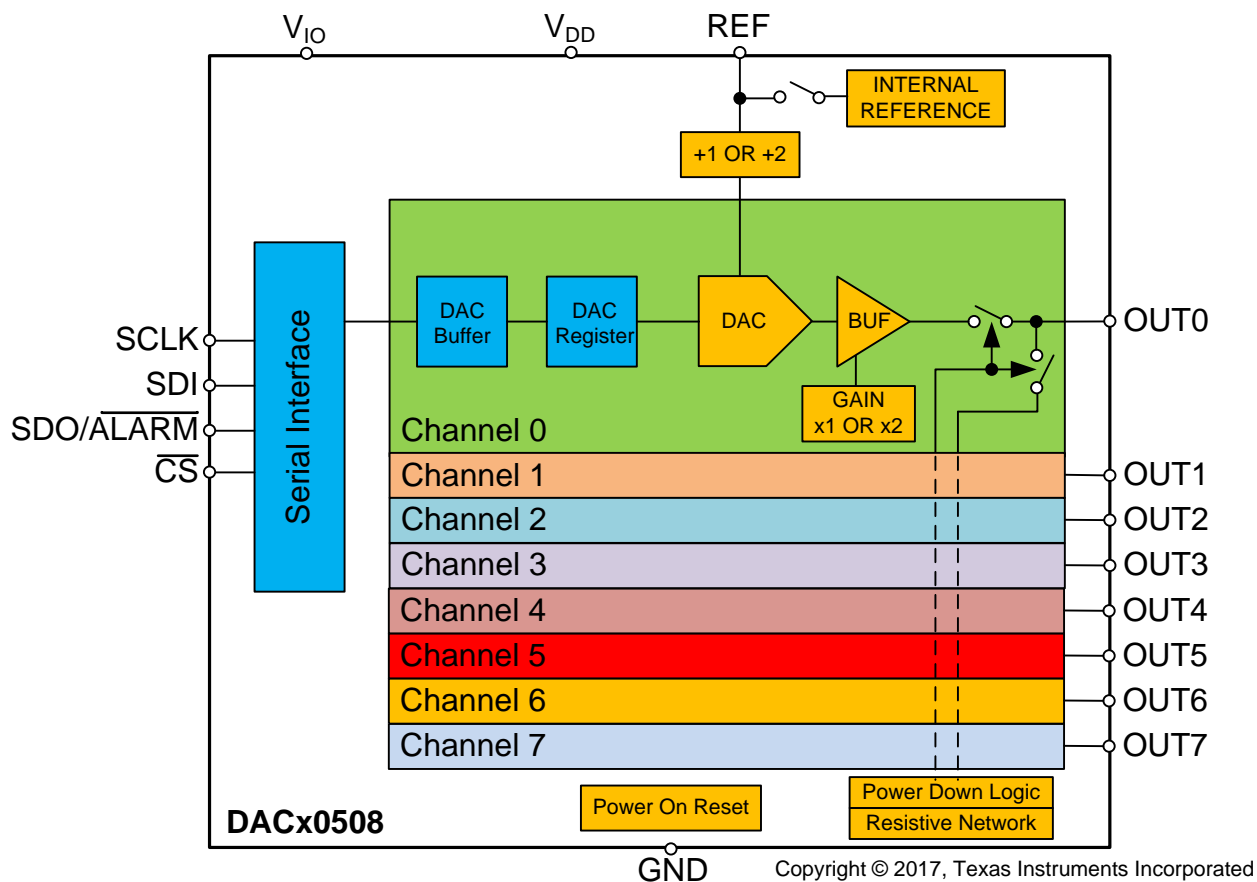 VIO
VDD
REF
INTERNAL
REFERENCE
+1 OR +2
DAC
Buffer
DAC
Register
DAC
BUF
GAIN
x1 OR x2
Serial Interface
SCLK
SDI
SDO/ALARM
CS
OUT0
Channel 0
Channel 1
OUT1
Channel 2
OUT2
Channel 3
OUT3
Channel 4
OUT4
Channel 5
OUT5
Channel 6
OUT6
Channel 7
OUT7
Power On Reset
Power Down Logic
Resistive Network
DACx0508
GND
Copyright © 2017, Texas Instruments Incorporated